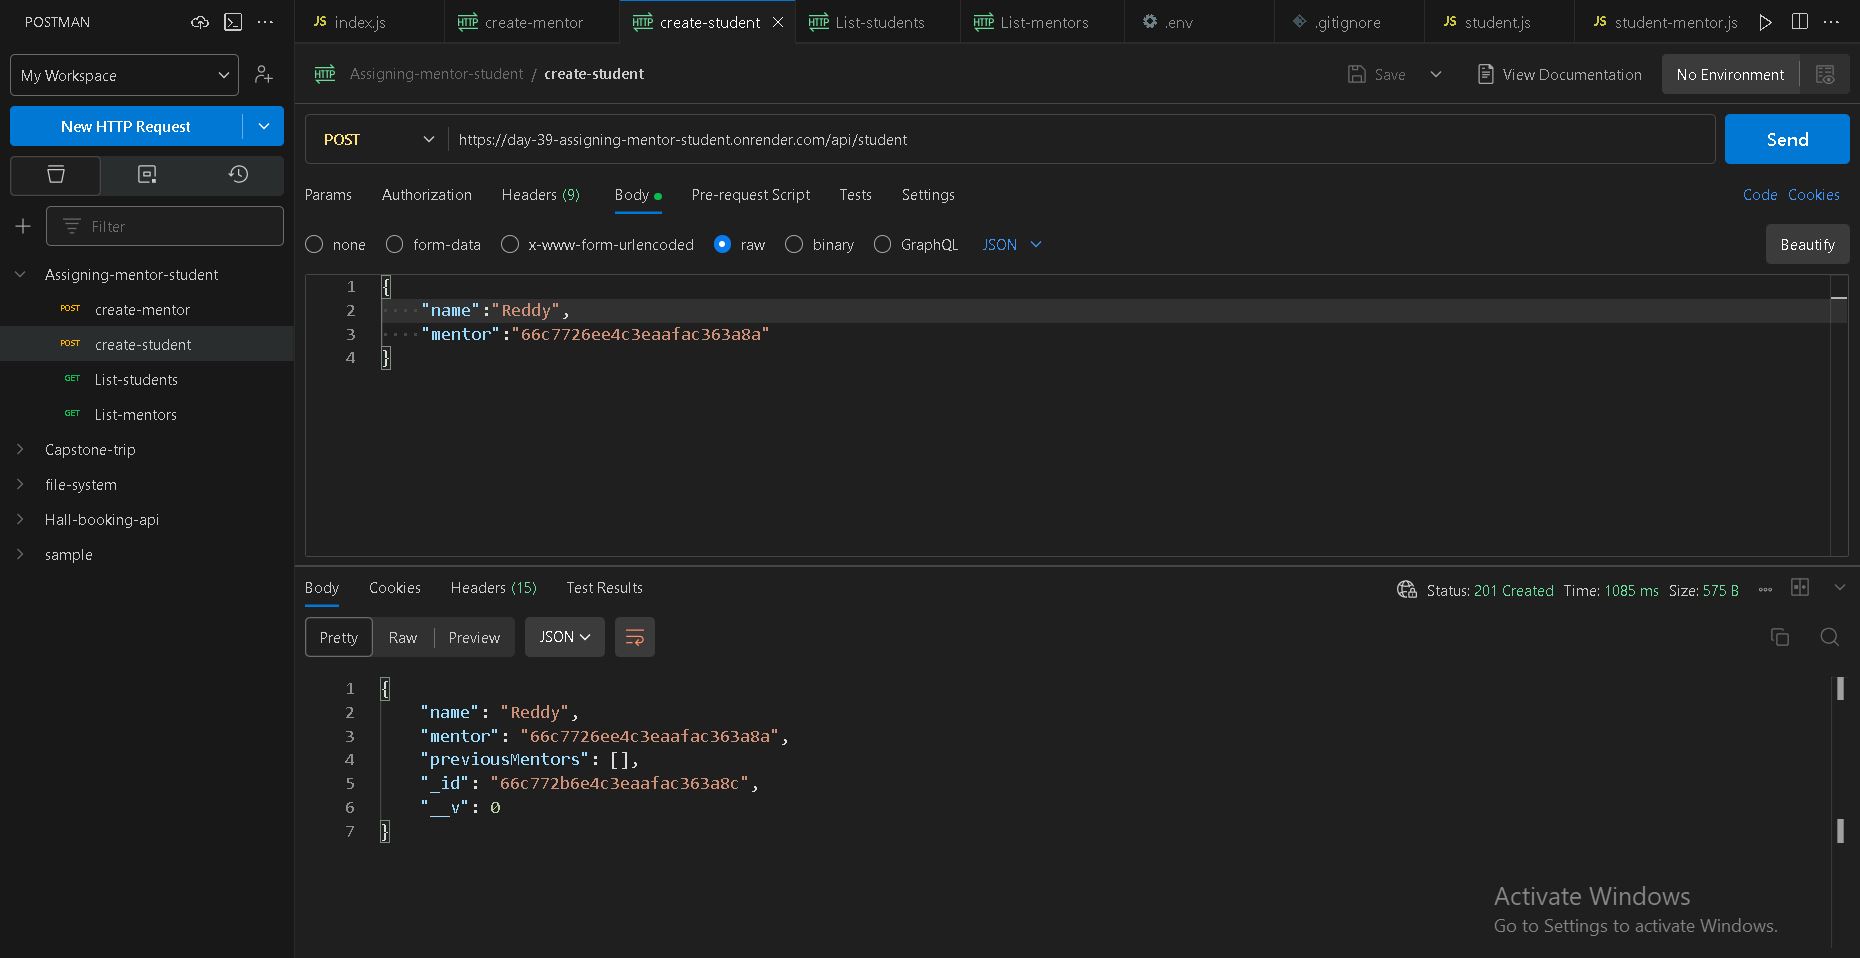 POSTMAN
index.js
create-mentor
create-student
List-students
List-mentors
.env
.gitignore
student.js
student-mentor.js
My Workspace
New HTTP Request
Filter
Assigning-mentor-student
POST create-mentor
POST create-student
GET List-students
GET List-mentors
Capstone-trip
file-system
Hall-booking-api
sample
HTTP Assigning-mentor-student / create-student
Save
View Documentation
No Environment
POST https://day-39-assigning-mentor-student.onrender.com/api/student
Send
Params Authorization Headers (9) Body Pre-request Script Tests Settings
Code Cookies
none form-data x-www-form-urlencoded raw binary GraphQL JSON
Beautify
1 {
2 "name":"Reddy",
3 "mentor":"66c7726ee4c3eaafac363a8a"
4 }
Body Cookies Headers (15) Test Results
Status: 201 Created Time: 1085 ms Size: 575 B
Pretty Raw Preview JSON
1 {
2 "name": "Reddy",
3 "mentor": "66c7726ee4c3eaafac363a8a",
4 "previousMentors": [],
5 "_id": "66c772b6e4c3eaafac363a8c",
6 "__v": 0
7 }
Activate Windows
Go to Settings to activate Windows.